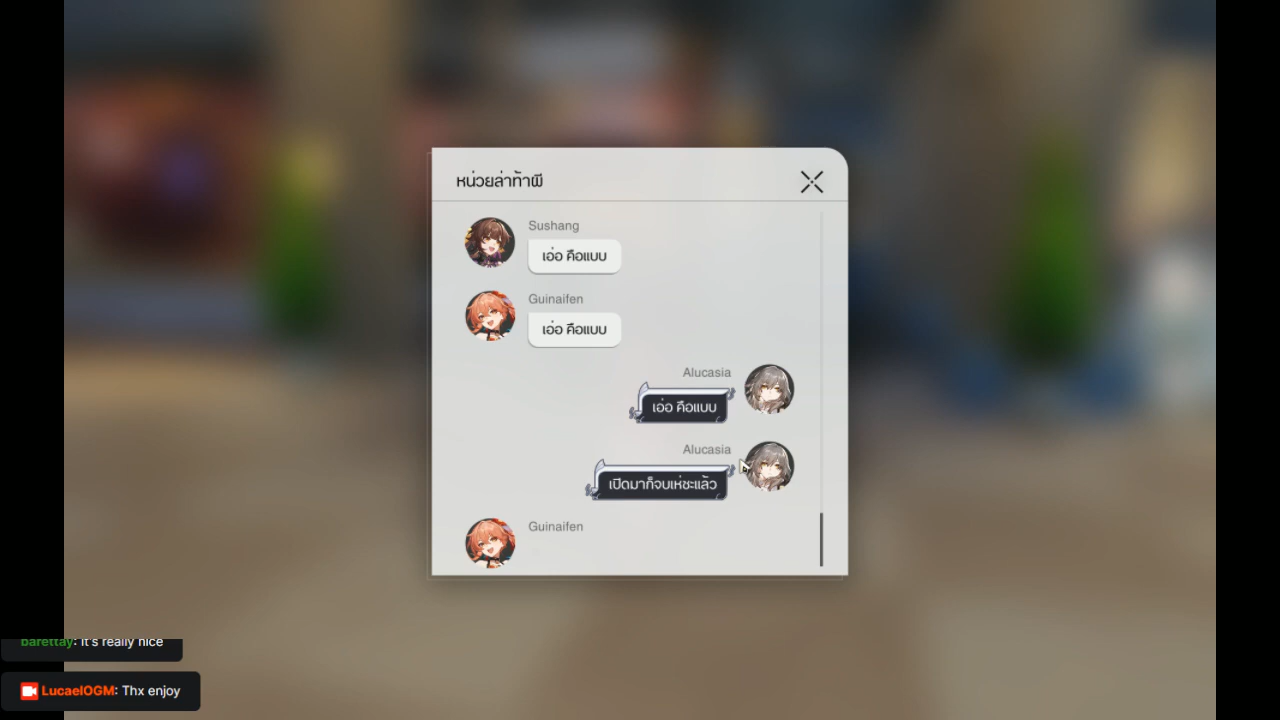 หน่วยล่าท้าผี
Sushang
เอ่อ คือแบบ
Guinaifen
เอ่อ คือแบบ
Alucasia
เอ่อ คือแบบ
Alucasia
เปิดมาก็จบเห่ซะแล้ว
Guinaifen
barettay: It's really nice
LucaelOGM: Thx enjoy